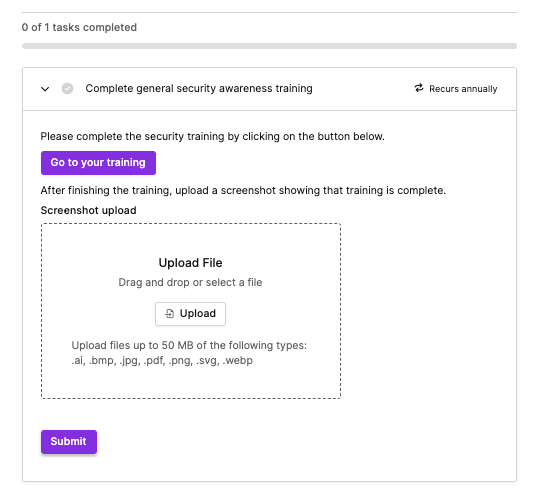 0 of 1 tasks completed
Complete general security awareness training
Recurs annually
Please complete the security training by clicking on the button below.
Go to your training
After finishing the training, upload a screenshot showing that training is complete.
Screenshot upload
Upload File
Drag and drop or select a file
Upload
Upload files up to 50 MB of the following types:
.ai, .bmp, .jpg, .pdf, .png, .svg, .webp
Submit